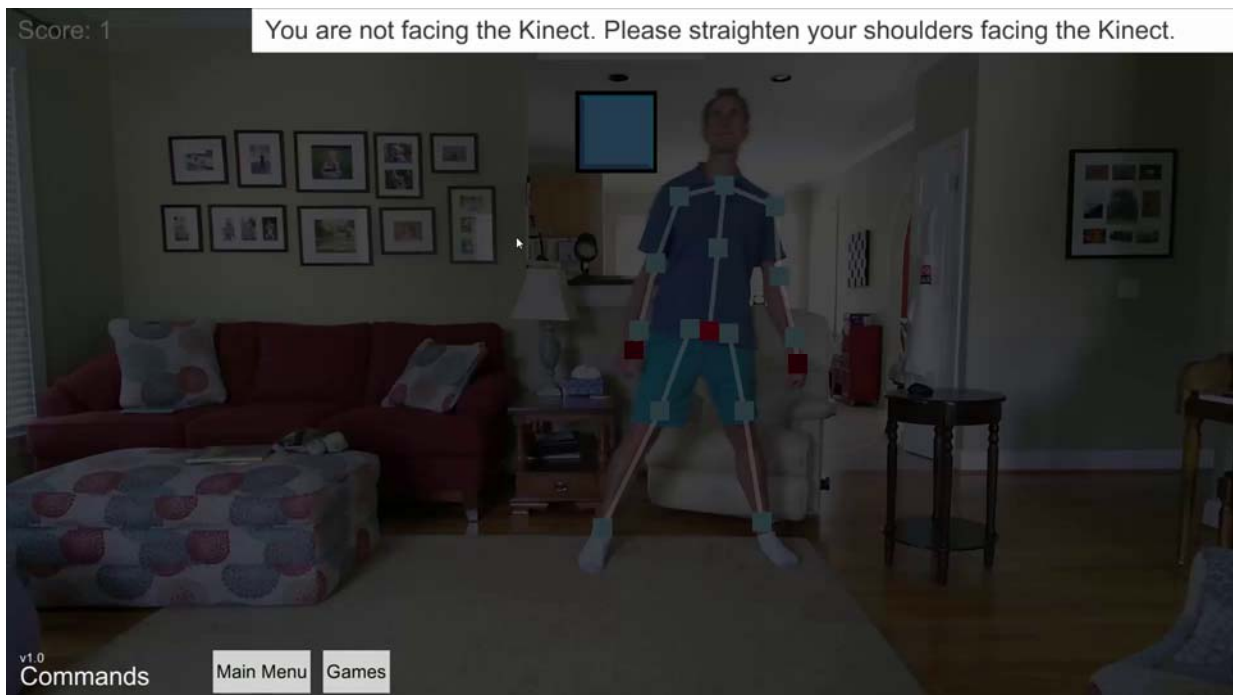 Score: 1
You are not facing the Kinect. Please straighten your shoulders facing the Kinect.
v1.0
Commands
Main Menu
Games